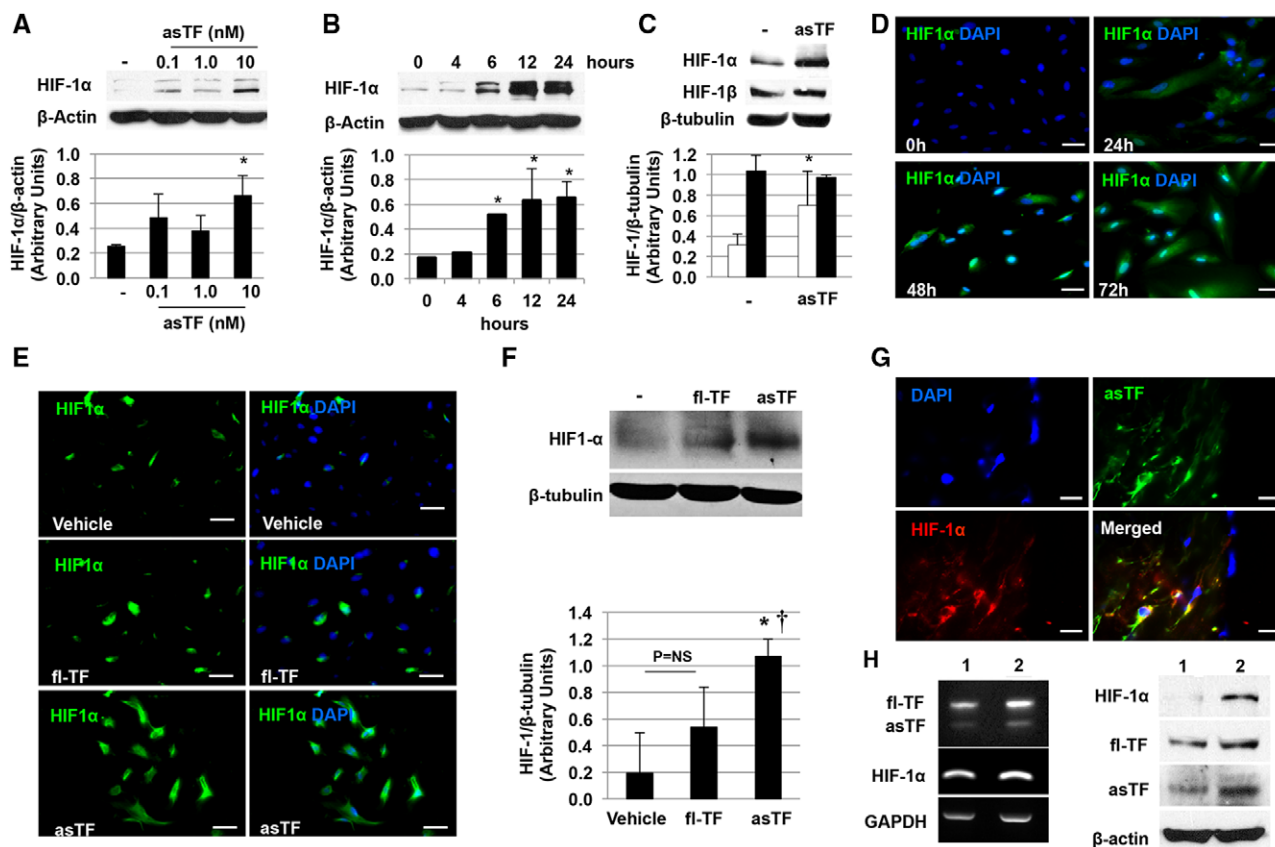 A
asTF (nM)
- 0.1 1.0 10
HIF-1α
β-Actin
HIF-1α/β-actin
(Arbitrary Units)
1.0
0.8
0.6
0.4
0.2
0.0
*
- 0.1 1.0 10
asTF (nM)
B
0 4 6 12 24 hours
HIF-1α
β-Actin
HIF-1α/β-actin
(Arbitrary Units)
1.0
0.8
0.6
0.4
0.2
0.0
* * *
0 4 6 12 24
hours
C
- asTF
HIF-1α
HIF-1β
β-tubulin
HIF-1/β-tubulin
(Arbitrary Units)
1.2
1.0
0.8
0.6
0.4
0.2
0.0
*
- asTF
D
HIF1α DAPI
0h
HIF1α DAPI
24h
HIF1α DAPI
48h
HIF1α DAPI
72h
E
HIF1α
Vehicle
HIF1α DAPI
Vehicle
HIF1α
fl-TF
HIF1α DAPI
fl-TF
HIF1α
asTF
HIF1α DAPI
asTF
F
- fl-TF asTF
HIF1-α
β-tubulin
HIF-1/β-tubulin
(Arbitrary Units)
1.4
1.2
1.0
0.8
0.6
0.4
0.2
0.0
P=NS
* †
Vehicle fl-TF asTF
G
DAPI
asTF
HIF-1α
Merged
H
1 2
fl-TF
asTF
HIF-1α
GAPDH
1 2
HIF-1α
fl-TF
asTF
β-actin